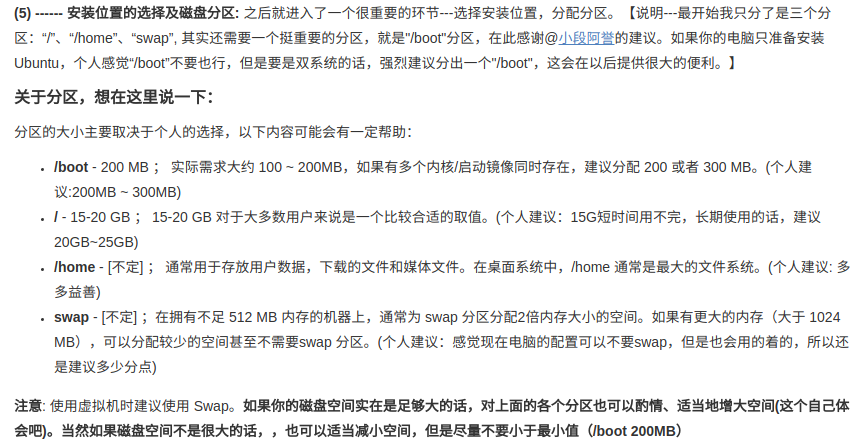 (5) ------ 安装位置的选择及磁盘分区: 之后就进入了一个很重要的环节---选择安装位置，分配分区。【说明---最开始我只分了是三个分
区：“/”、“/home”、“swap”, 其实还需要一个挺重要的分区，就是"/boot"分区，在此感谢@小段阿誉的建议。如果你的电脑只准备安装
Ubuntu，个人感觉“/boot”不要也行，但是要是双系统的话，强烈建议分出一个"/boot"，这会在以后提供很大的便利。】
关于分区，想在这里说一下：
分区的大小主要取决于个人的选择，以下内容可能会有一定帮助：
• /boot - 200 MB ； 实际需求大约 100 ~ 200MB，如果有多个内核/启动镜像同时存在，建议分配 200 或者 300 MB。(个人建
议:200MB ~ 300MB)
• / - 15-20 GB ； 15-20 GB 对于大多数用户来说是一个比较合适的取值。(个人建议：15G短时间用不完，长期使用的话，建议
20GB~25GB)
• /home - [不定] ； 通常用于存放用户数据，下载的文件和媒体文件。在桌面系统中，/home 通常是最大的文件系统。(个人建议: 多
多益善)
• swap - [不定] ；在拥有不足 512 MB 内存的机器上，通常为 swap 分区分配2倍内存大小的空间。如果有更大的内存（大于 1024
MB），可以分配较少的空间甚至不需要swap 分区。(个人建议：感觉现在电脑的配置可以不要swap，但是也会用的着的，所以还
是建议多少分点)
注意: 使用虚拟机时建议使用 Swap。如果你的磁盘空间实在是足够大的话，对上面的各个分区也可以酌情、适当地增大空间(这个自己体
会吧)。当然如果磁盘空间不是很大的话，，也可以适当减小空间，但是尽量不要小于最小值（/boot 200MB）